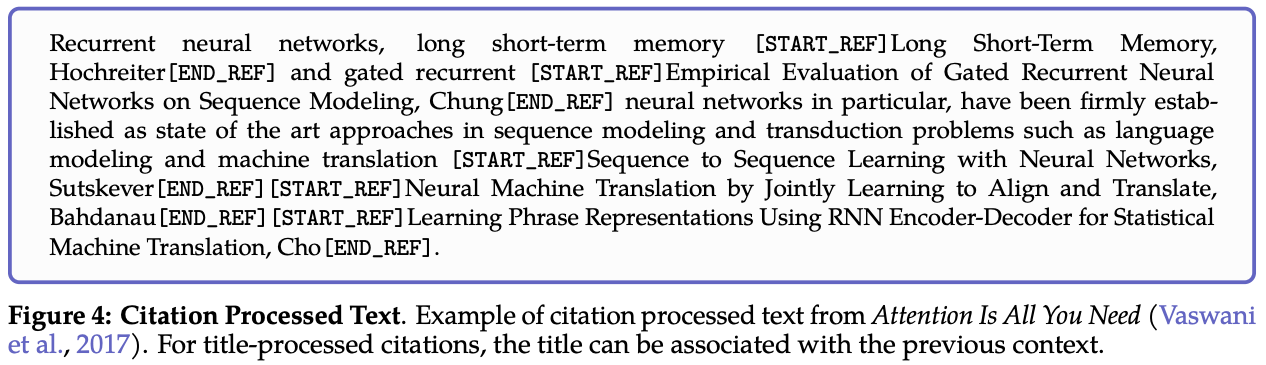 Recurrent neural networks, long short-term memory [START_REF]Long Short-Term Memory,
Hochreiter[END_REF] and gated recurrent [START_REF]Empirical Evaluation of Gated Recurrent Neural
Networks on Sequence Modeling, Chung[END_REF] neural networks in particular, have been firmly estab-
lished as state of the art approaches in sequence modeling and transduction problems such as language
modeling and machine translation [START_REF]Sequence to Sequence Learning with Neural Networks,
Sutskever[END_REF][START_REF]Neural Machine Translation by Jointly Learning to Align and Translate,
Bahdanau[END_REF][START_REF]Learning Phrase Representations Using RNN Encoder-Decoder for Statistical
Machine Translation, Cho[END_REF].
Figure 4: Citation Processed Text. Example of citation processed text from Attention Is All You Need (Vaswani
et al., 2017). For title-processed citations, the title can be associated with the previous context.